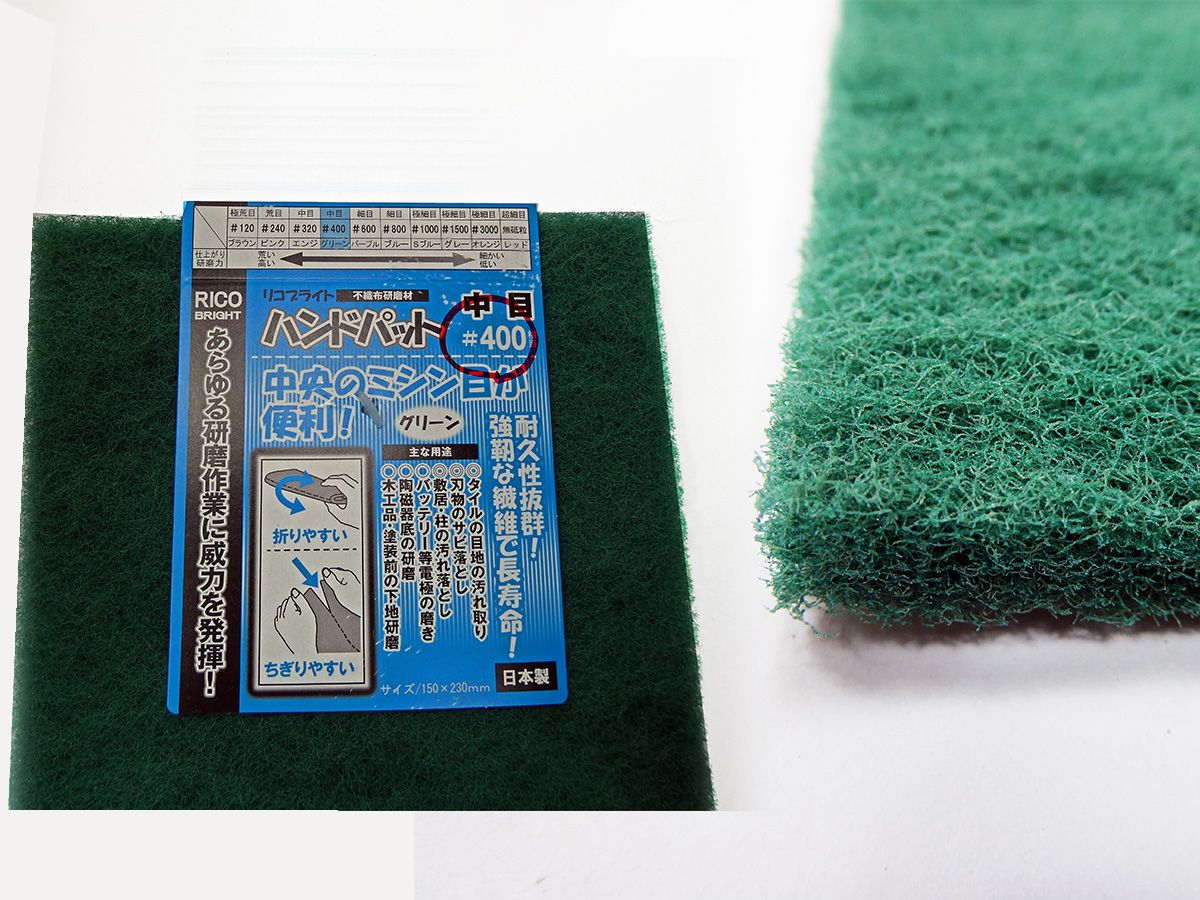 極荒目 荒目 中目 中目 細目 細目 極細目 極細目 極細目 超細目
#120 #240 #320 #400 #600 #800 #1000 #1500 #3000 無砥粒
ブラウン ピンク エンジ グリーン パープル ブルー Sブルー グレー オレンジ レッド
仕上がり 荒い 細かい
研磨力 高い 低い
RICO
BRIGHT
あらゆる研磨作業に威力を発揮!
リコブライト 不織布研磨材
ハンドパット
中目
#400
中央のミシン目が
便利!
グリーン
耐久性抜群!
強靭な繊維で長寿命!
主な用途
◎タイルの目地の汚れ取り
◎刃物のサビ落とし
◎敷居・柱の汚れ落とし
◎バッテリー等電極の磨き
◎陶磁器底の研磨
◎木工品・塗装前の下地研磨
折りやすい
ちぎりやすい
サイズ/150×230mm
日本製